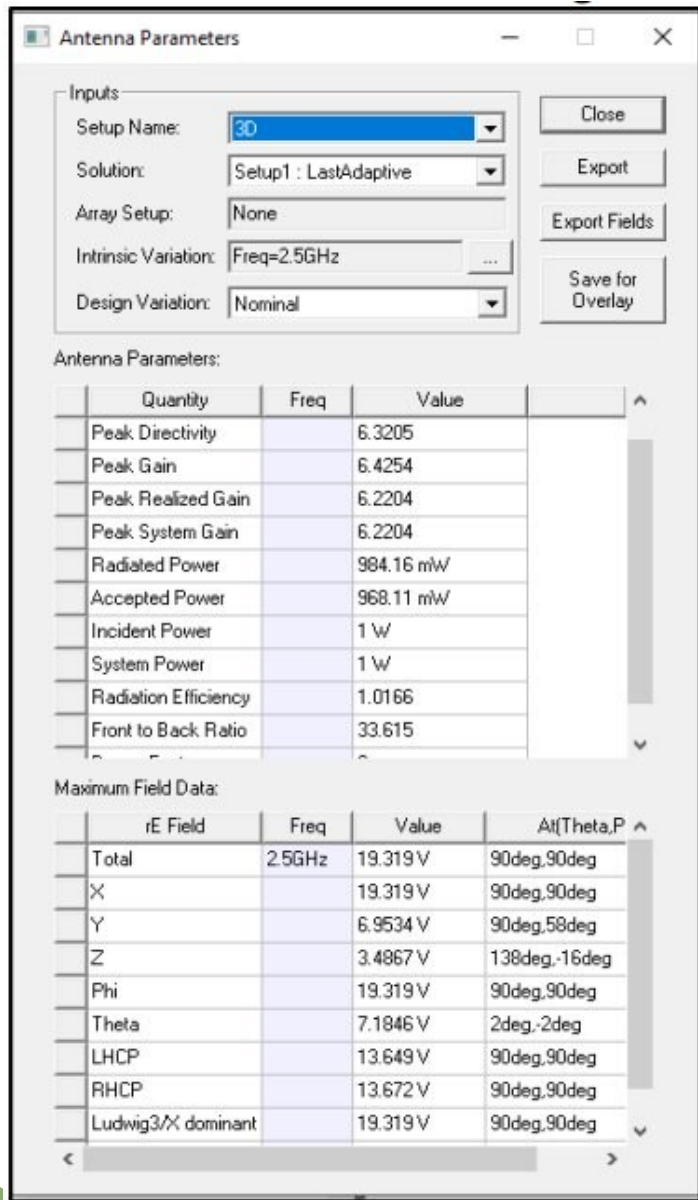 Antenna Parameters
Inputs
Setup Name: 3D
Close
Solution: Setup1 : LastAdaptive
Export
Array Setup: None
Export Fields
Intrinsic Variation: Freq=2.5GHz ...
Save for
Overlay
Design Variation: Nominal
Antenna Parameters:
Quantity Freq Value
Peak Directivity 6.3205
Peak Gain 6.4254
Peak Realized Gain 6.2204
Peak System Gain 6.2204
Radiated Power 984.16 mW
Accepted Power 968.11 mW
Incident Power 1 W
System Power 1 W
Radiation Efficiency 1.0166
Front to Back Ratio 33.615
Maximum Field Data:
rE Field Freq Value At(Theta,P
Total 2.5GHz 19.319 V 90deg,90deg
X 19.319 V 90deg,90deg
Y 6.9534 V 90deg,58deg
Z 3.4867 V 138deg,-16deg
Phi 19.319 V 90deg,90deg
Theta 7.1846 V 2deg,-2deg
LHCP 13.649 V 90deg,90deg
RHCP 13.672 V 90deg,90deg
Ludwig3/X dominant 19.319 V 90deg,90deg